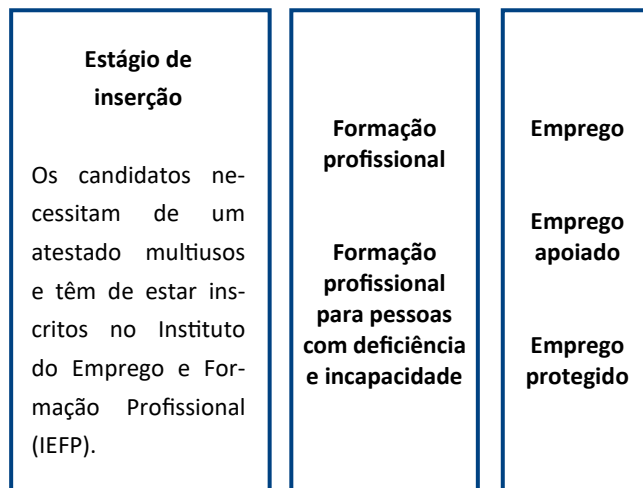 Estágio de
inserção
Os candidatos ne-
cessitam de um
atestado multiusos
e têm de estar ins-
critos no Instituto
do Emprego e For-
mação Profissional
(IEFP).
Formação
profissional
Formação
profissional
para pessoas
com deficiência
e incapacidade
Emprego
Emprego
apoiado
Emprego
protegido